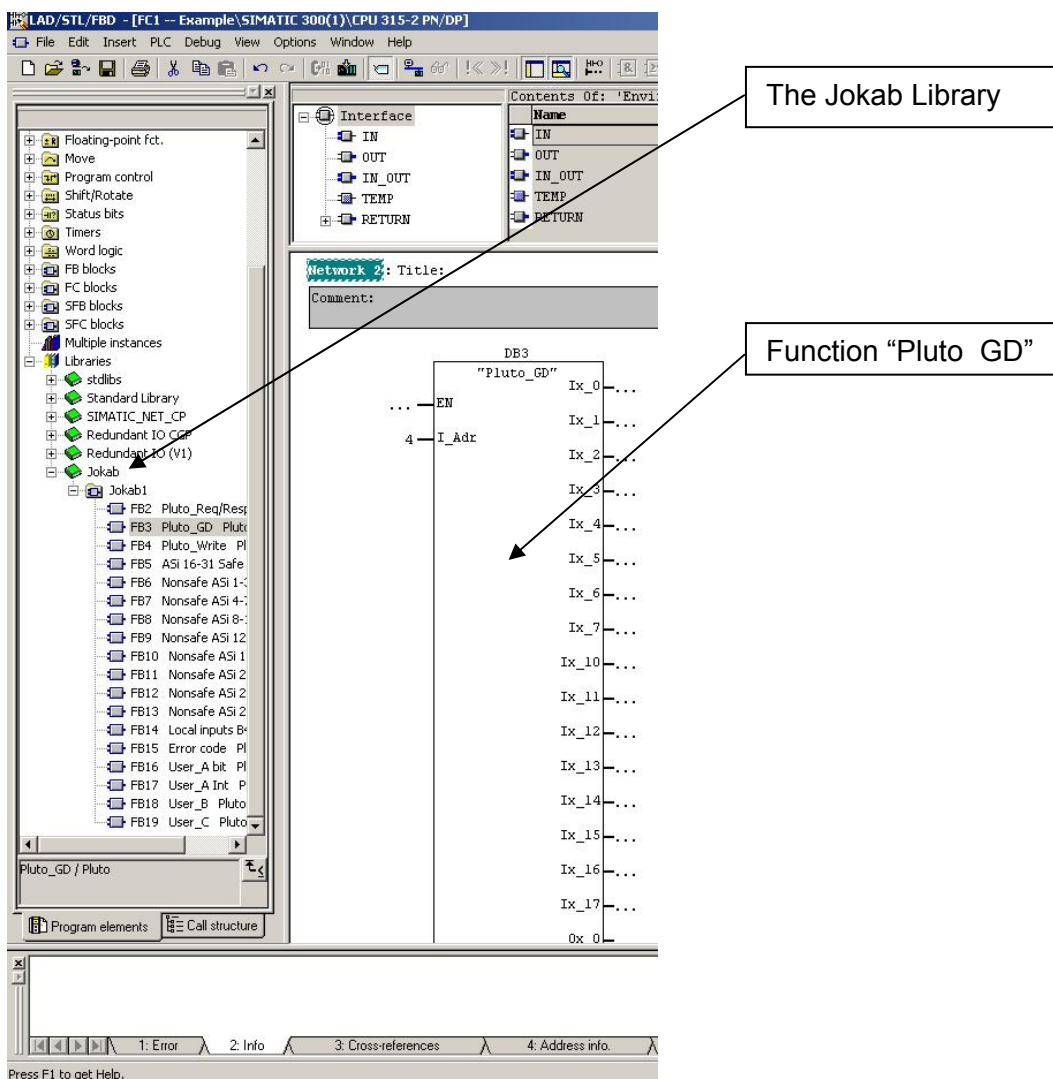 LAD/STL/FBD - [FC1 -- Example\SIMATIC 300(1)\CPU 315-2 PN/DP]
File Edit Insert PLC Debug View Options Window Help
Floating-point fct.
Move
Program control
Shift/Rotate
Status bits
Timers
Word logic
FB blocks
FC blocks
SFB blocks
SFC blocks
Multiple instances
Libraries
stdlibs
Standard Library
SIMATIC_NET_CP
Redundant IO CGP
Redundant IO (V1)
Jokab
Jokab1
FB2 Pluto_Req/Resp
FB3 Pluto_GD Pluto
FB4 Pluto_Write Pl
FB5 ASi 16-31 Safe
FB6 Nonsafe ASi 1-3
FB7 Nonsafe ASi 4-7
FB8 Nonsafe ASi 8-1
FB9 Nonsafe ASi 12
FB10 Nonsafe ASi 1
FB11 Nonsafe ASi 2
FB12 Nonsafe ASi 2
FB13 Nonsafe ASi 2
FB14 Local inputs B4
FB15 Error code Pl
FB16 User_A bit Pl
FB17 User_A Int P
FB18 User_B Pluto
FB19 User_C Pluto
Pluto_GD / Pluto
Program elements
Call structure
Interface
IN
OUT
IN_OUT
TEMP
RETURN
Contents Of: 'Envi
Name
IN
OUT
IN_OUT
TEMP
RETURN
Network 2: Title:
Comment:
DB3
"Pluto_GD"
... EN
4 I_Adr
Ix_0 ...
Ix_1 ...
Ix_2 ...
Ix_3 ...
Ix_4 ...
Ix_5 ...
Ix_6 ...
Ix_7 ...
Ix_10 ...
Ix_11 ...
Ix_12 ...
Ix_13 ...
Ix_14 ...
Ix_15 ...
Ix_16 ...
Ix_17 ...
Ox_0
The Jokab Library
Function “Pluto GD”
1: Error
2: Info
3: Cross-references
4: Address info.
Press F1 to get Help.